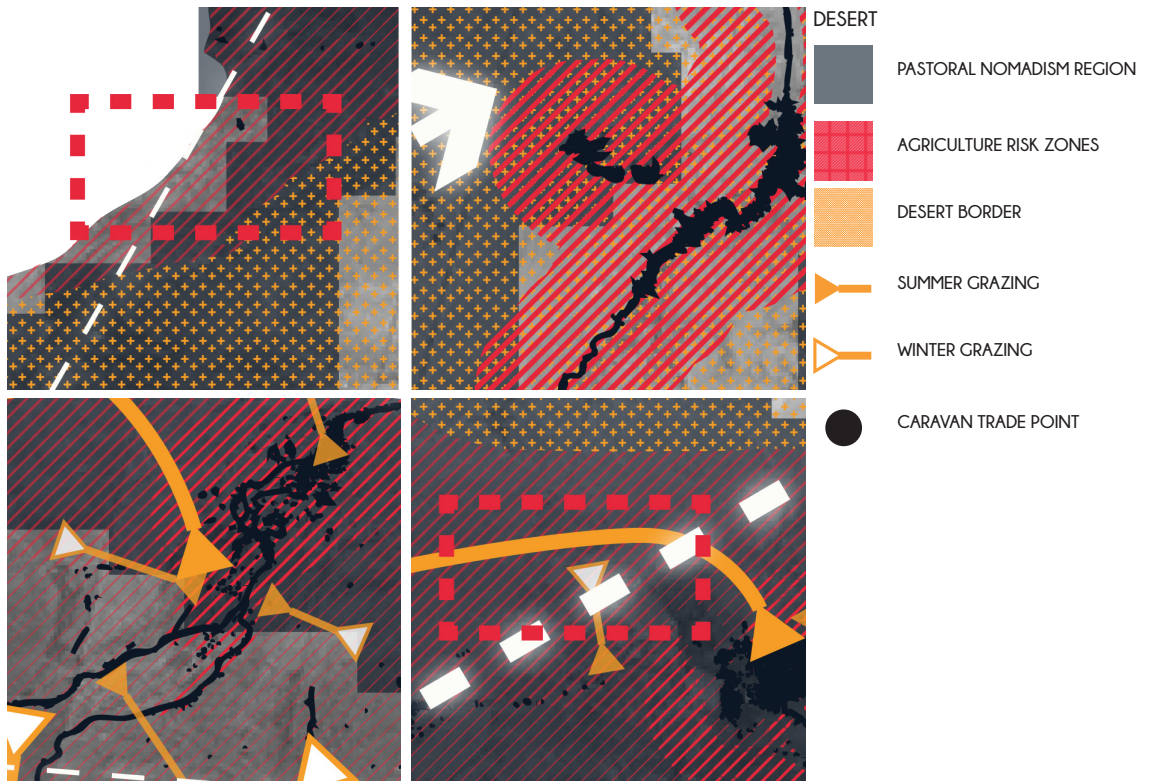 DESERT
PASTORAL NOMADISM REGION
AGRICULTURE RISK ZONES
DESERT BORDER
SUMMER GRAZING
WINTER GRAZING
CARAVAN TRADE POINT